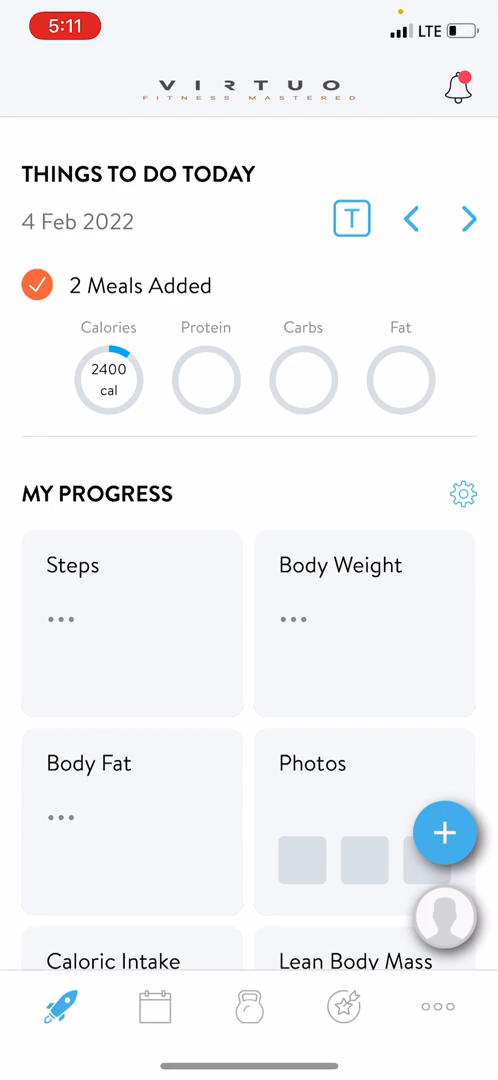 5:11
LTE
VIRTUO
FITNESS MASTERED
THINGS TO DO TODAY
4 Feb 2022
T
2 Meals Added
Calories Protein Carbs Fat
2400
cal
MY PROGRESS
Steps Body Weight
... ...
Body Fat Photos
...
Caloric Intake Lean Body Mass